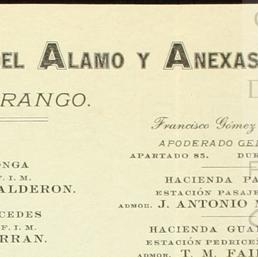 EL ALAMO Y ANEXAS
RANGO.
Francisco Gómez
APODERADO GE
APARTADO 85. DUR
ONGA
F. I. M.
ALDERON.
HACIENDA PA
ESTACIÓN PASAJE
ADMOR. J. ANTONIO
CEDES
F. I. M.
RRAN.
HACIENDA GUA
ESTACIÓN PEDRICE
ADMOR. T. M. FAI